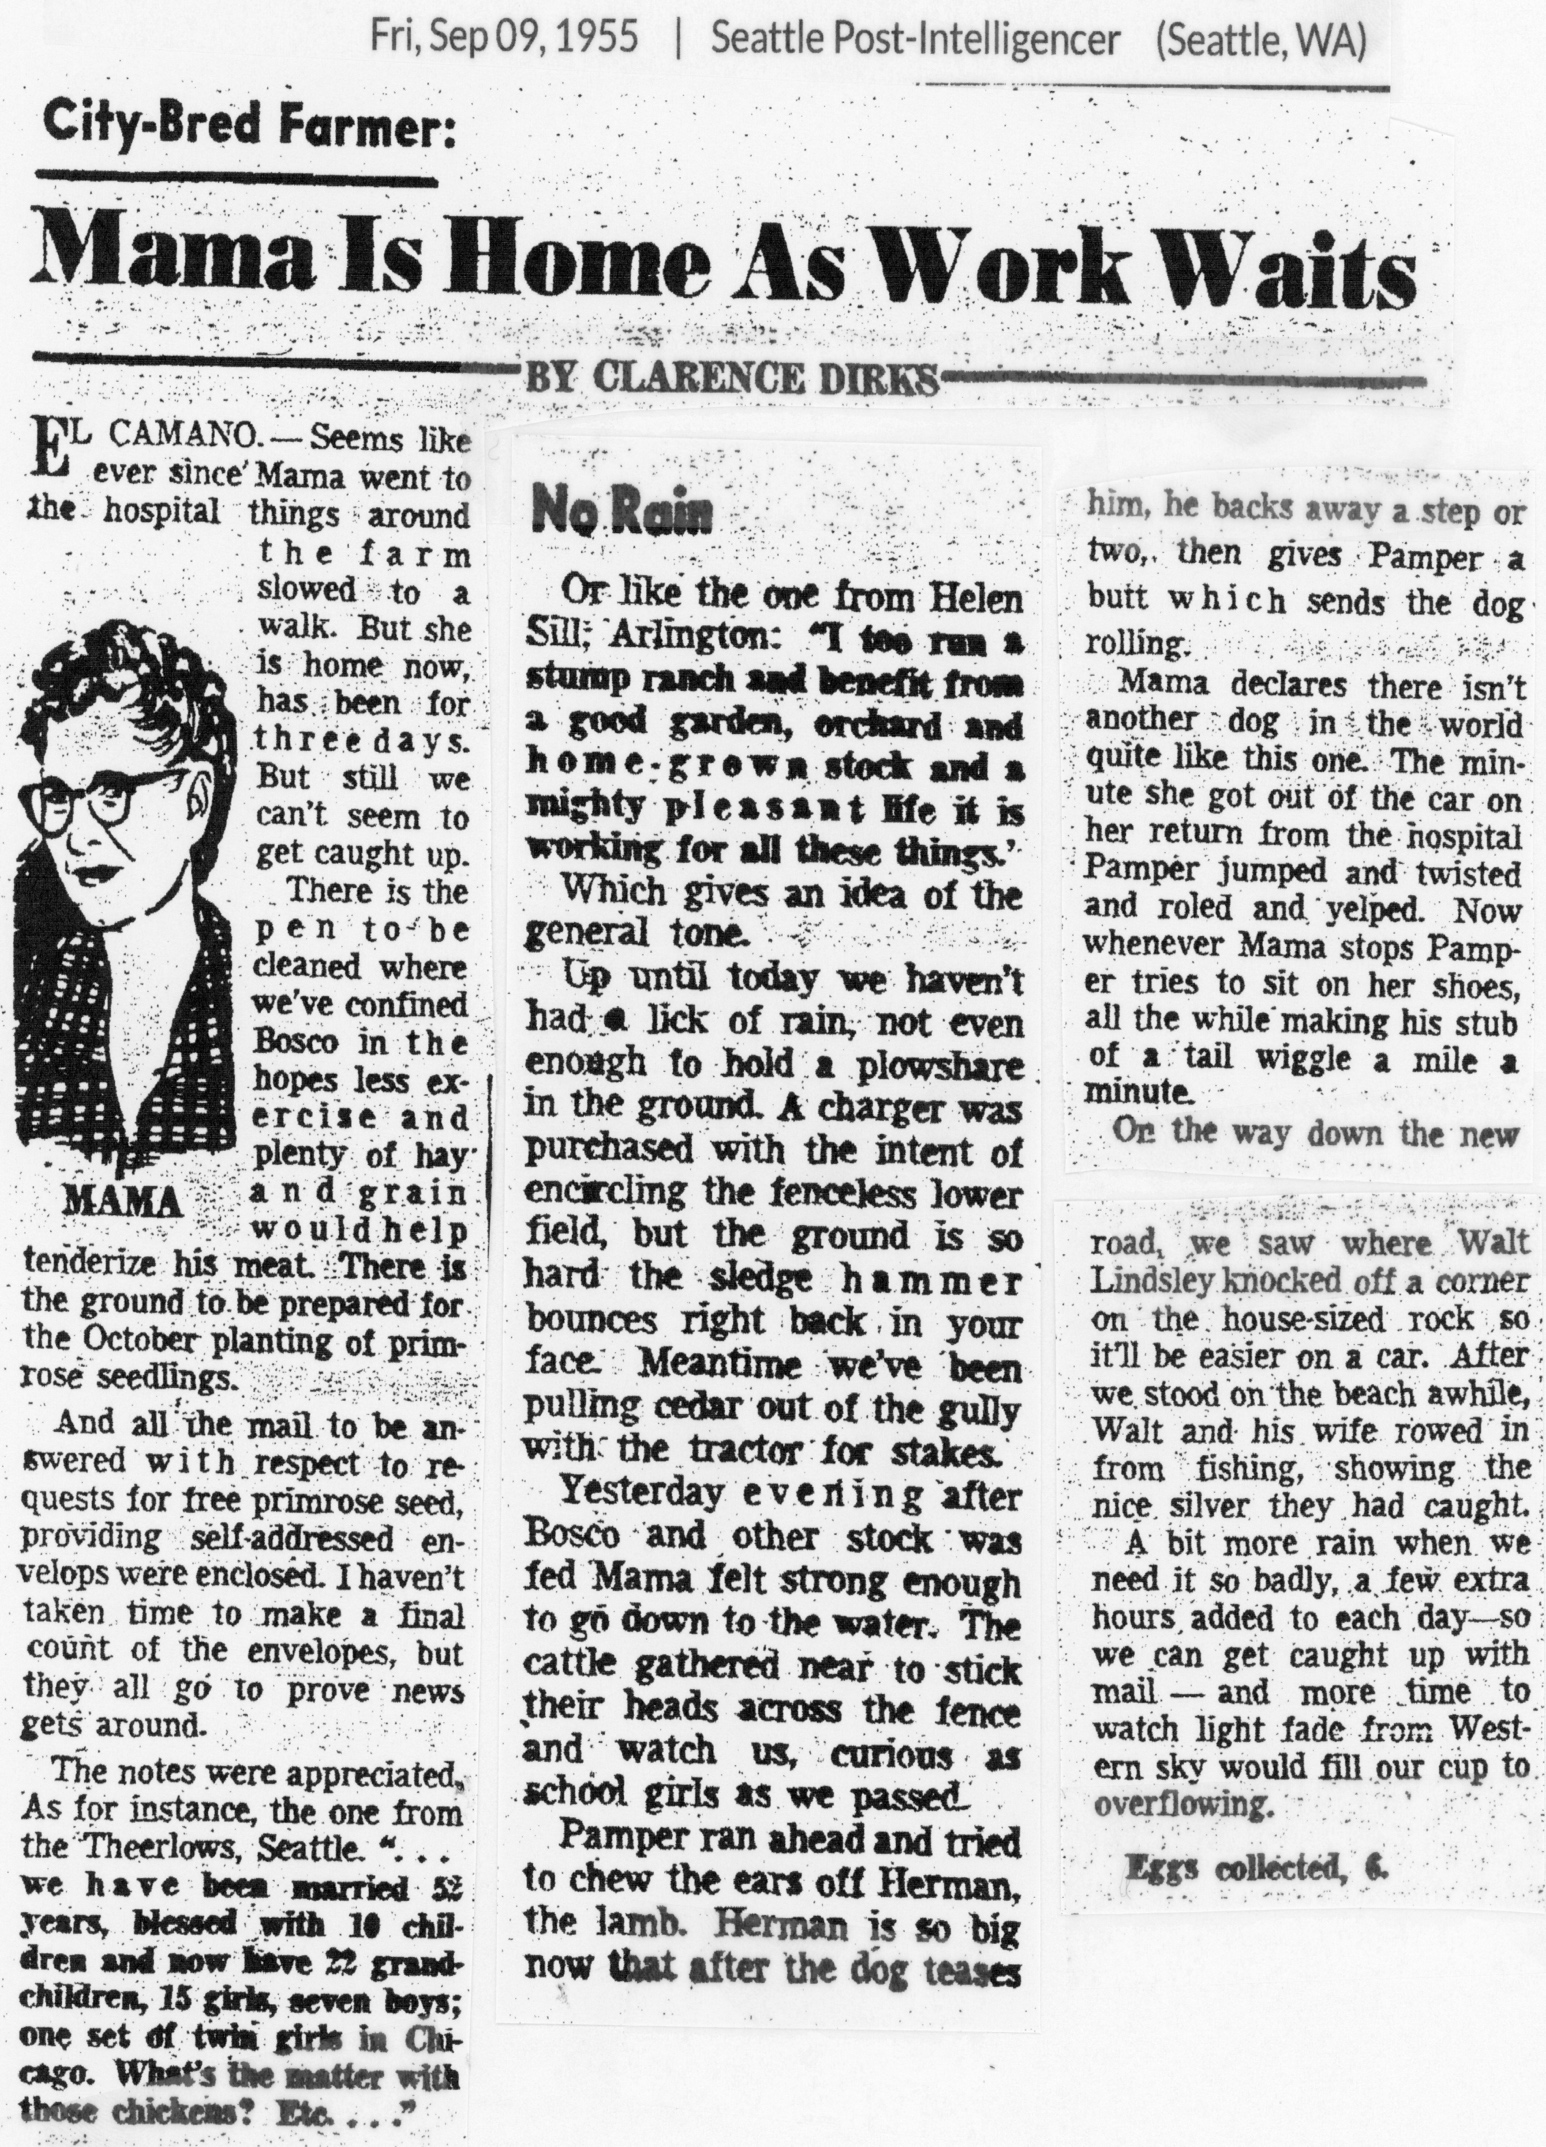 Fri, Sep 09, 1955 | Seattle Post-Intelligencer (Seattle, WA)
City-Bred Farmer:
Mama Is Home As Work Waits
BY CLARENCE DIRKS
EL CAMANO.—Seems like
ever since Mama went to
the hospital things around
the farm
slowed to a
walk. But she
is home now,
has been for
three days.
But still we
can't seem to
get caught up.
There is the
pen to be
cleaned where
we've confined
Bosco in the
hopes less ex-
ercise and
plenty of hay
and grain
would help
MAMA
tenderize his meat. There is
the ground to be prepared for
the October planting of prim-
rose seedlings.
And all the mail to be an-
swered with respect to re-
quests for free primrose seed,
providing self-addressed en-
velops were enclosed. I haven't
taken time to make a final
count of the envelopes, but
they all go to prove news
gets around.
The notes were appreciated.
As for instance, the one from
the Theerlows, Seattle. "...
we have been married 52
years, blessed with 10 chil-
dren and now have 22 grand-
children, 15 girls, seven boys;
one set of twin girls in Chi-
cago. What's the matter with
those chickens? Etc. . . ."
No Rain
Or like the one from Helen
Sill; Arlington: "I too run a
stump ranch and benefit from
a good garden, orchard and
home-grown stock and a
mighty pleasant life it is
working for all these things.'
Which gives an idea of the
general tone.
Up until today we haven't
had a lick of rain, not even
enough to hold a plowshare
in the ground. A charger was
purchased with the intent of
encircling the fenceless lower
field, but the ground is so
hard the sledge hammer
bounces right back in your
face. Meantime we've been
pulling cedar out of the gully
with the tractor for stakes.
Yesterday evening after
Bosco and other stock was
fed Mama felt strong enough
to go down to the water. The
cattle gathered near to stick
their heads across the fence
and watch us, curious as
school girls as we passed.
Pamper ran ahead and tried
to chew the ears off Herman,
the lamb. Herman is so big
now that after the dog teases
him, he backs away a step or
two, then gives Pamper a
butt which sends the dog
rolling.
Mama declares there isn't
another dog in the world
quite like this one. The min-
ute she got out of the car on
her return from the hospital
Pamper jumped and twisted
and roled and yelped. Now
whenever Mama stops Pamp-
er tries to sit on her shoes,
all the while making his stub
of a tail wiggle a mile a
minute.
On the way down the new
road, we saw where Walt
Lindsley knocked off a corner
on the house-sized rock so
it'll be easier on a car. After
we stood on the beach awhile,
Walt and his wife rowed in
from fishing, showing the
nice silver they had caught.
A bit more rain when we
need it so badly, a few extra
hours added to each day—so
we can get caught up with
mail — and more time to
watch light fade from West-
ern sky would fill our cup to
overflowing.
Eggs collected, 6.